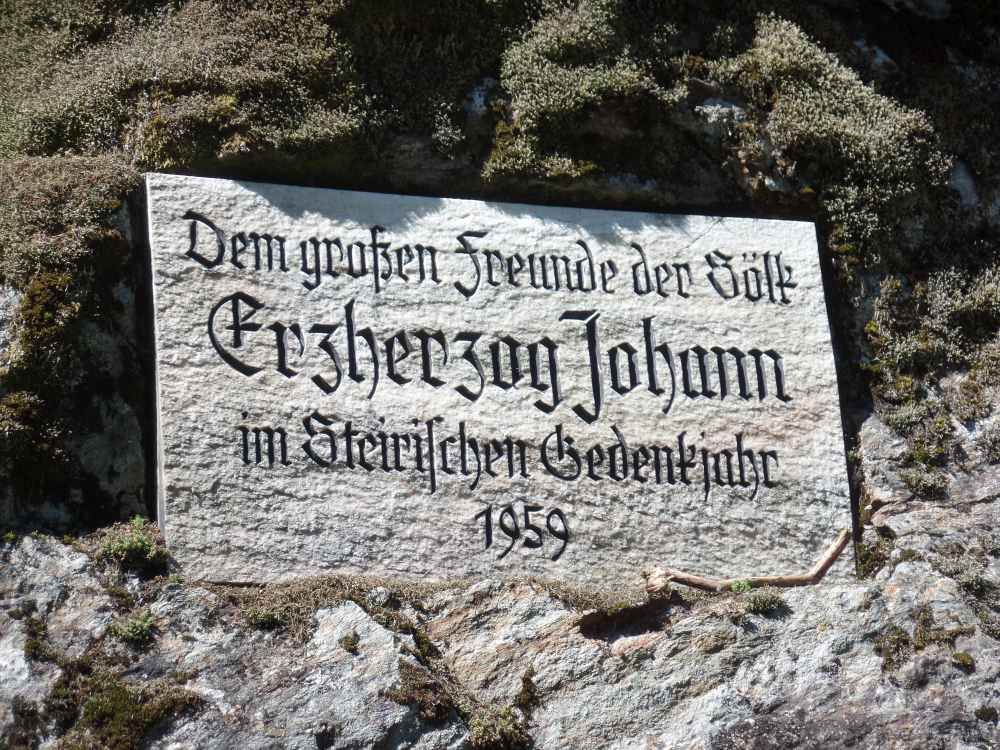 Dem großen Freunde der Sölk
Erzherzog Johann
im Steirischen Gedenkjahr
1959